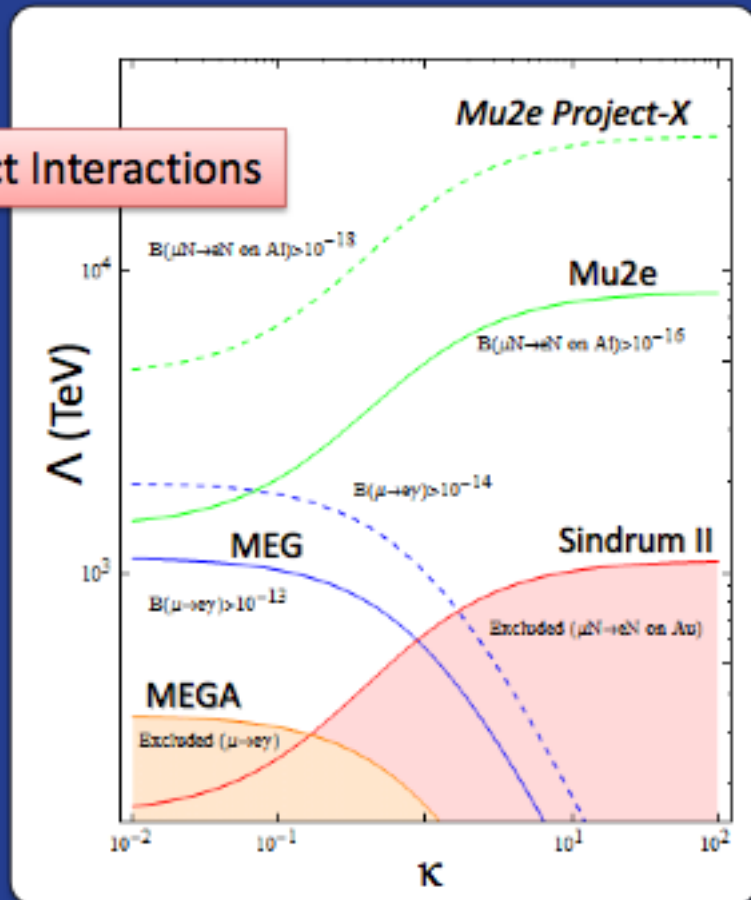 Mu2e Project-X
ct Interactions
B(μN→eN on Al)>10⁻¹⁸
10⁴
Mu2e
B(μN→eN on Al)>10⁻¹⁶
Λ (TeV)
B(μ→eγ)>10⁻¹⁴
MEG
Sindrum II
10³
B(μ→eγ)>10⁻¹³
Excluded (μN→eN on Au)
MEGA
Excluded (μ→eγ)
10⁻² 10⁻¹ 10¹ 10²
κ